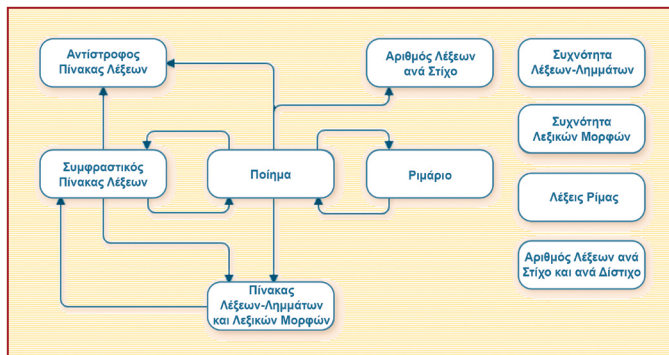 Αντίστροφος
Πίνακας Λέξεων
Αριθμός Λέξεων
ανά Στίχο
Συχνότητα
Λέξεων-Λημμάτων
Συχνότητα
Λεξικών Μορφών
Συμφραστικός
Πίνακας Λέξεων
Ποίημα
Ριμάριο
Λέξεις Ρίμας
Αριθμός Λέξεων ανά
Στίχο και ανά Δίστιχο
Πίνακας
Λέξεων-Λημμάτων
και Λεξικών Μορφών